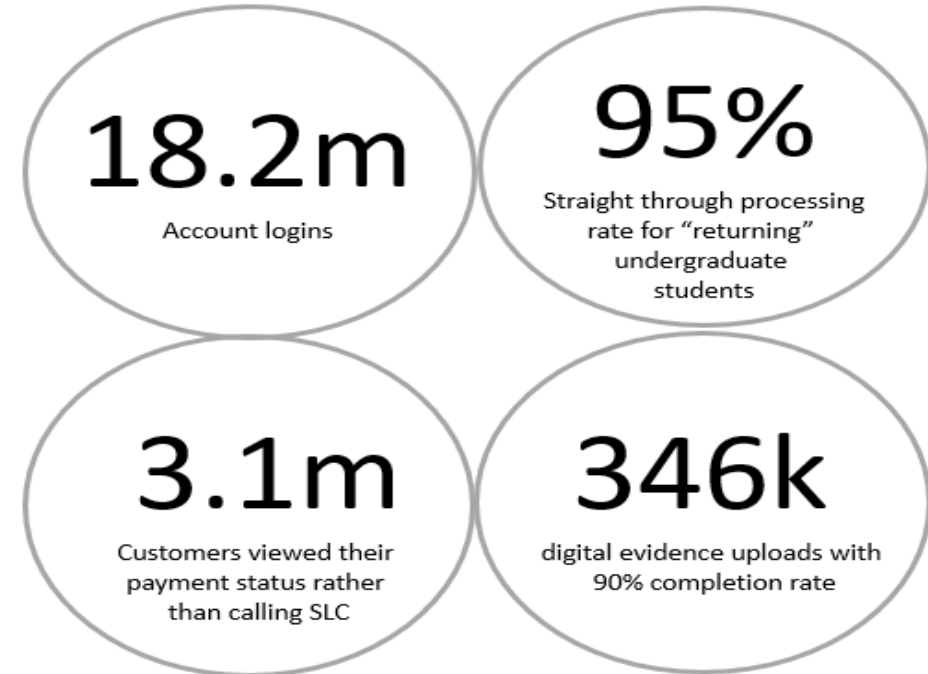 18.2m
Account logins
95%
Straight through processing
rate for “returning”
undergraduate
students
3.1m
Customers viewed their
payment status rather
than calling SLC
346k
digital evidence uploads with
90% completion rate